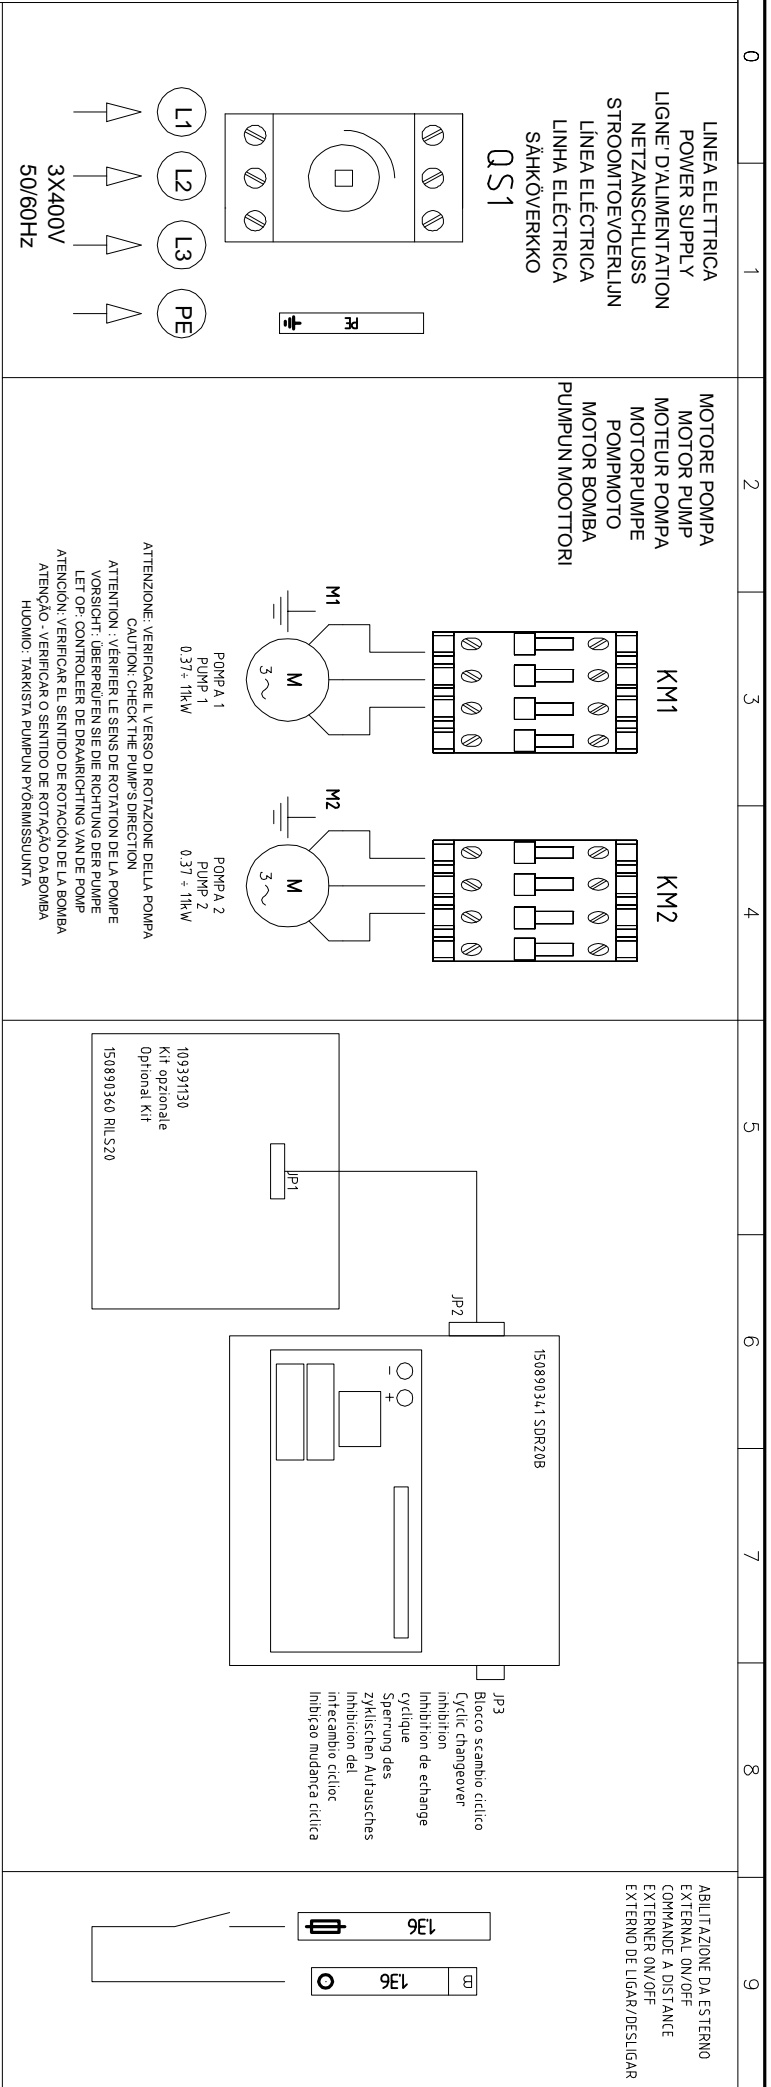 0
1
2
3
4
5
6
7
8
9
LINEA ELETTRICA
POWER SUPPLY
LIGNE' D'ALIMENTATION
NETZANSCHLUSS
STROOMTOEVOERLIJN
LÍNEA ELÉCTRICA
LINHA ELÉCTRICA
SÄHKÖVERKKO
QS1
PE
L1
L2
L3
PE
3X400V
50/60Hz
MOTORE POMPA
MOTOR PUMP
MOTEUR POMPA
MOTORPUMPE
POMPMOTO
MOTOR BOMBA
PUMPUN MOOTTORI
KM1
KM2
M1
M
3~
POMPA 1
PUMP 1
0.37÷ 11kW
M2
M
3~
POMPA 2
PUMP 2
0.37 ÷ 11kW
ATTENZIONE: VERIFICARE IL VERSO DI ROTAZIONE DELLA POMPA
CAUTION: CHECK THE PUMP'S DIRECTION
ATTENTION : VÉRIFIER LE SENS DE ROTATION DE LA POMPE
VORSICHT: ÜBERPRÜFEN SIE DIE RICHTUNG DER PUMPE
LET OP: CONTROLEER DE DRAAIRICHTING VAN DE POMP
ATENCIÓN: VERIFICAR EL SENTIDO DE ROTACIÓN DE LA BOMBA
ATENÇÃO - VERIFICAR O SENTIDO DE ROTAÇÃO DA BOMBA
HUOMIO: TARKISTA PUMPUN PYÖRIMISSUUNTA
JP1
109391130
Kit opzionale
Optional Kit
150890360 RILS20
150890341 SDR20B
JP2
- +
JP3
Blocco scambio ciclico
Cyclic changeover
inhibition
Inhibition de echange
cyclique
Sperrung des
zyklischen Autausches
Inhibicion del
intecambio ciclioc
Inibiçao mudança ciclica
ABILITAZIONE DA ESTERNO
EXTERNAL ON/OFF
COMMANDE A DISTANCE
EXTERNER ON/OFF
EXTERNO DE LIGAR/DESLIGAR
1.36
B
1.36